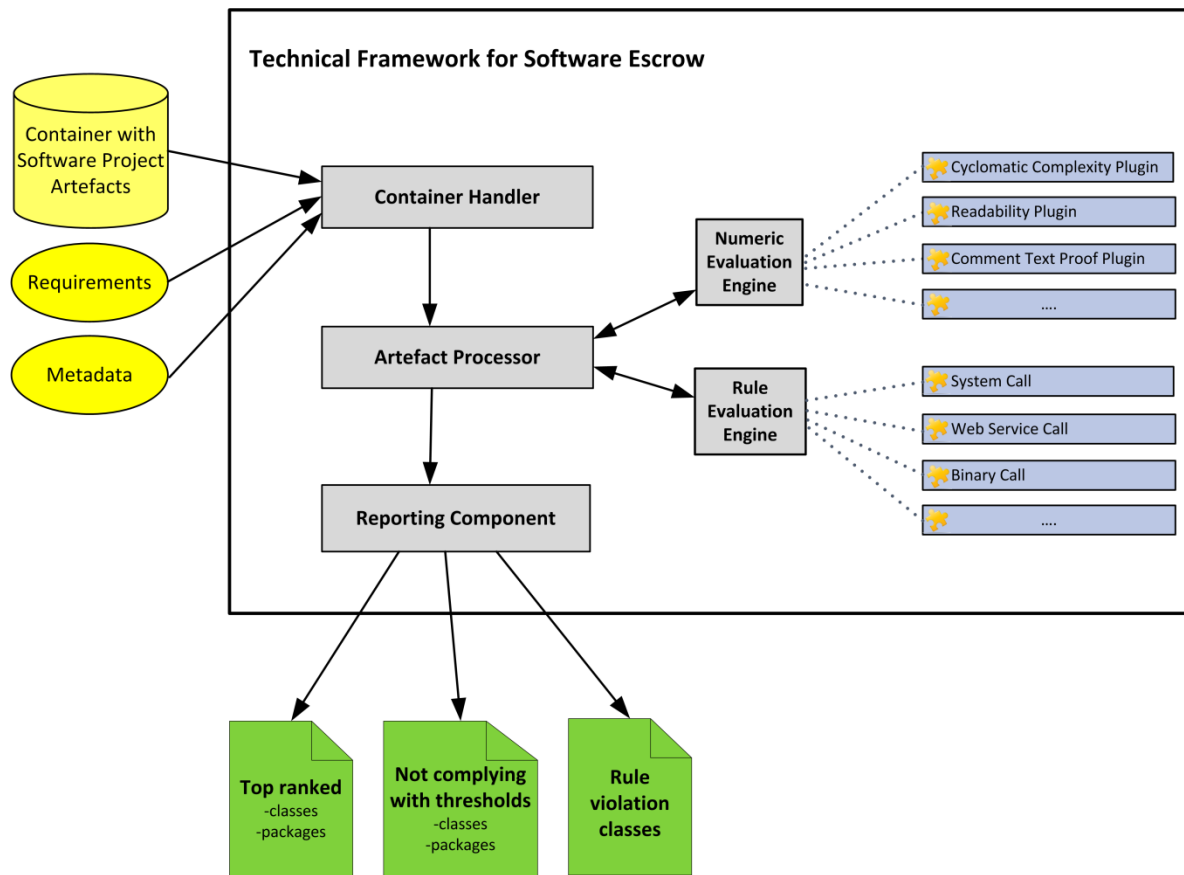 Technical Framework for Software Escrow
Container with
Software Project
Artefacts
Requirements
Metadata
Container Handler
Artefact Processor
Reporting Component
Numeric
Evaluation
Engine
Rule
Evaluation
Engine
Cyclomatic Complexity Plugin
Readability Plugin
Comment Text Proof Plugin
....
System Call
Web Service Call
Binary Call
....
Top ranked
-classes
-packages
Not complying
with thresholds
-classes
-packages
Rule
violation
classes